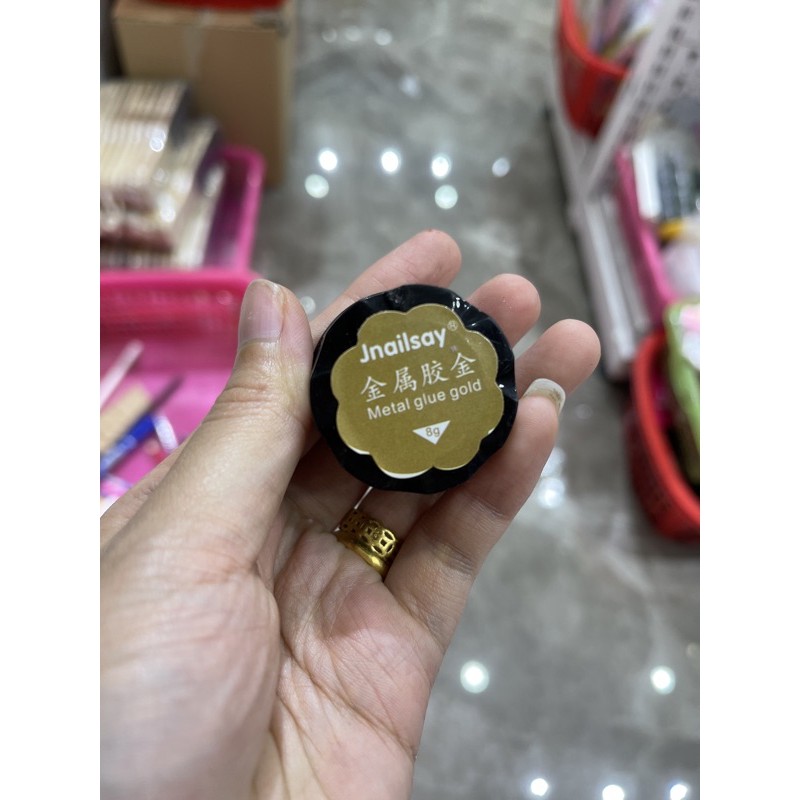 Jnailsay®
金属胶金
Metal glue gold
8g